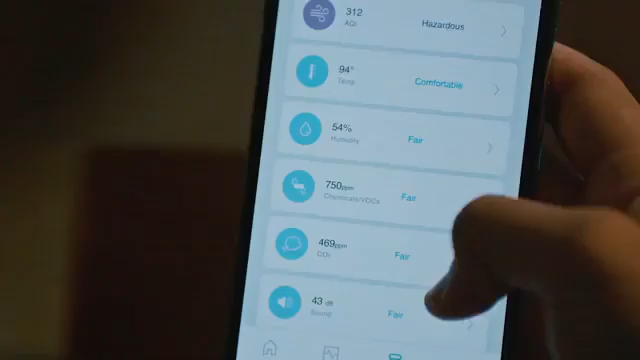 312
AQI
Hazardous
94°
Temp
Comfortable
54%
Humidity
Fair
750ppm
Chemicals/VOCs
Fair
469ppm
CO₂
Fair
43 dB
Sound
Fair